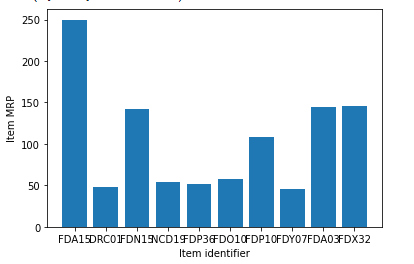 250
200
150
100
50
0
Item MRP
FDA15 DRC01 FDN15 NCD19 FDP36 FDO10 FDP10 FDY07 FDA03 FDX32
Item identifier